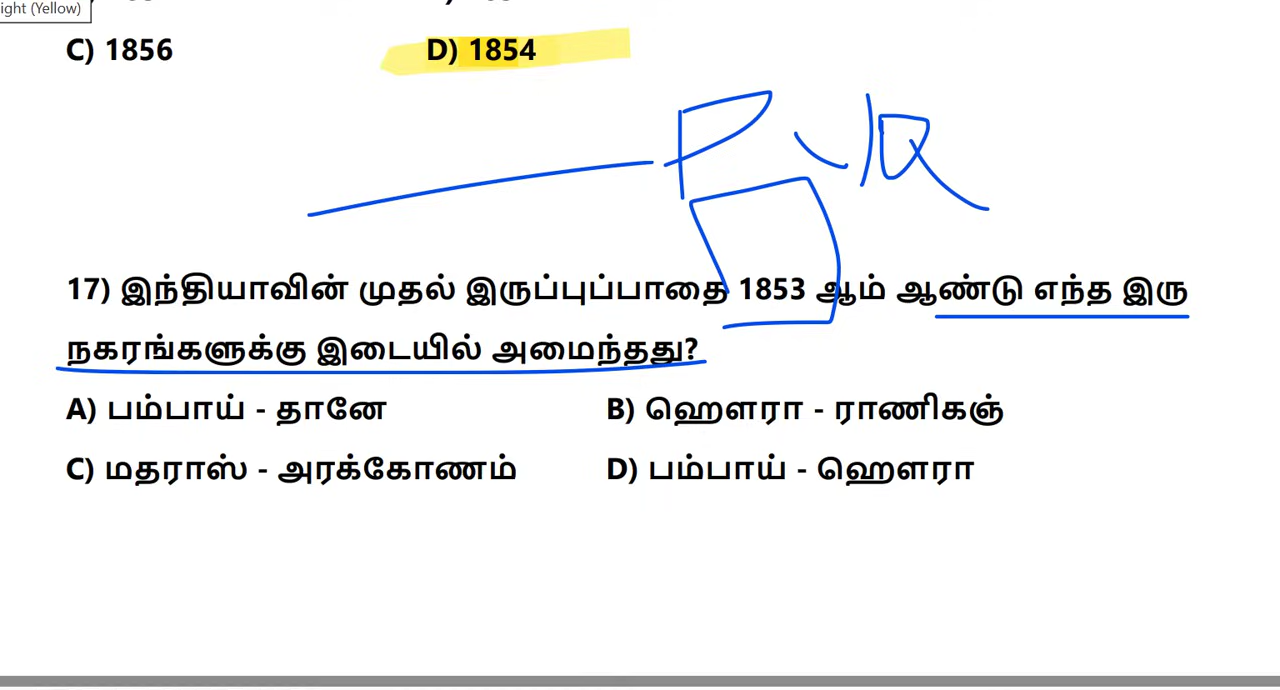 ight (Yellow)
C) 1856 D) 1854
17) இந்தியாவின் முதல் இருப்புப்பாதை 1853 ஆம் ஆண்டு எந்த இரு
நகரங்களுக்கு இடையில் அமைந்தது?
A) பம்பாய் - தானே B) ஹௌரா - ராணிகஞ்
C) மதராஸ் - அரக்கோணம் D) பம்பாய் - ஹௌரா